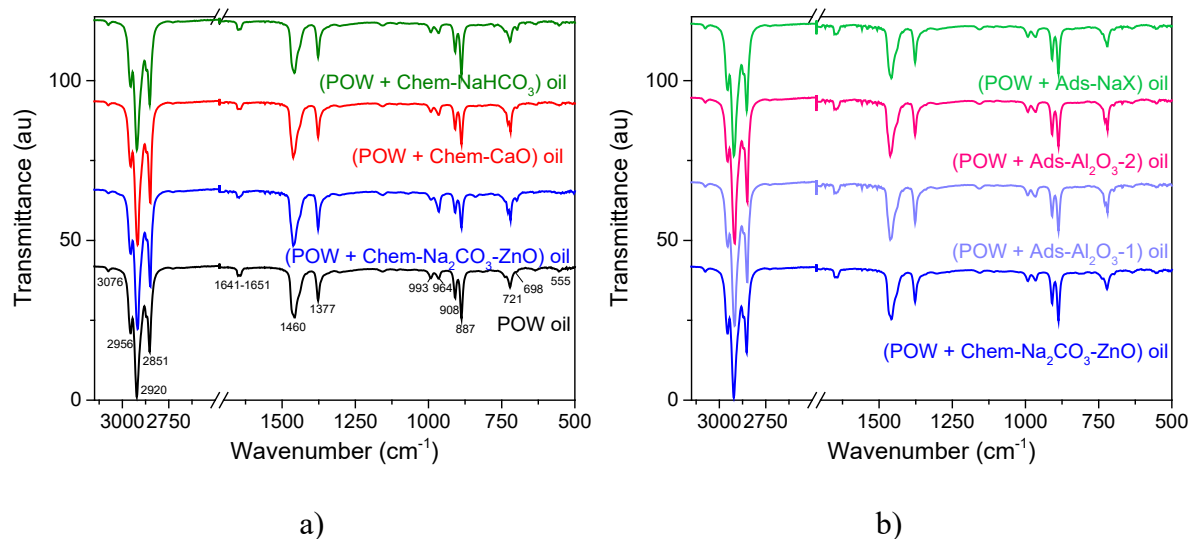 Transmittance (au)
100
50
0
(POW + Chem-NaHCO₃) oil
(POW + Chem-CaO) oil
(POW + Chem-Na₂CO₃-ZnO) oil
POW oil
3076
2956
2920
2851
1641-1651
1460
1377
993
964
908
887
721
698
555
3000 2750 1500 1250 1000 750 500
Wavenumber (cm⁻¹)
a)
Transmittance (au)
100
50
0
(POW + Ads-NaX) oil
(POW + Ads-Al₂O₃-2) oil
(POW + Ads-Al₂O₃-1) oil
(POW + Chem-Na₂CO₃-ZnO) oil
3000 2750 1500 1250 1000 750 500
Wavenumber (cm⁻¹)
b)